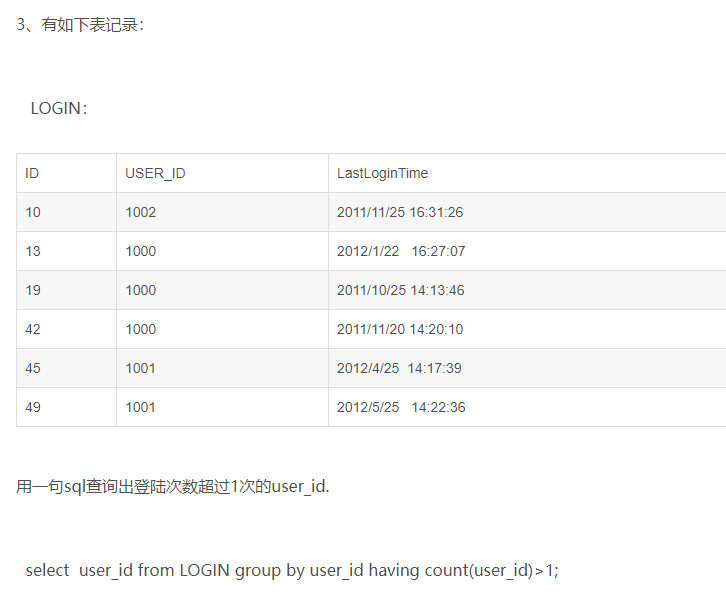 3、有如下表记录：
LOGIN：
ID USER_ID LastLoginTime
10 1002 2011/11/25 16:31:26
13 1000 2012/1/22 16:27:07
19 1000 2011/10/25 14:13:46
42 1000 2011/11/20 14:20:10
45 1001 2012/4/25 14:17:39
49 1001 2012/5/25 14:22:36
用一句sql查询出登陆次数超过1次的user_id.
select user_id from LOGIN group by user_id having count(user_id)>1;